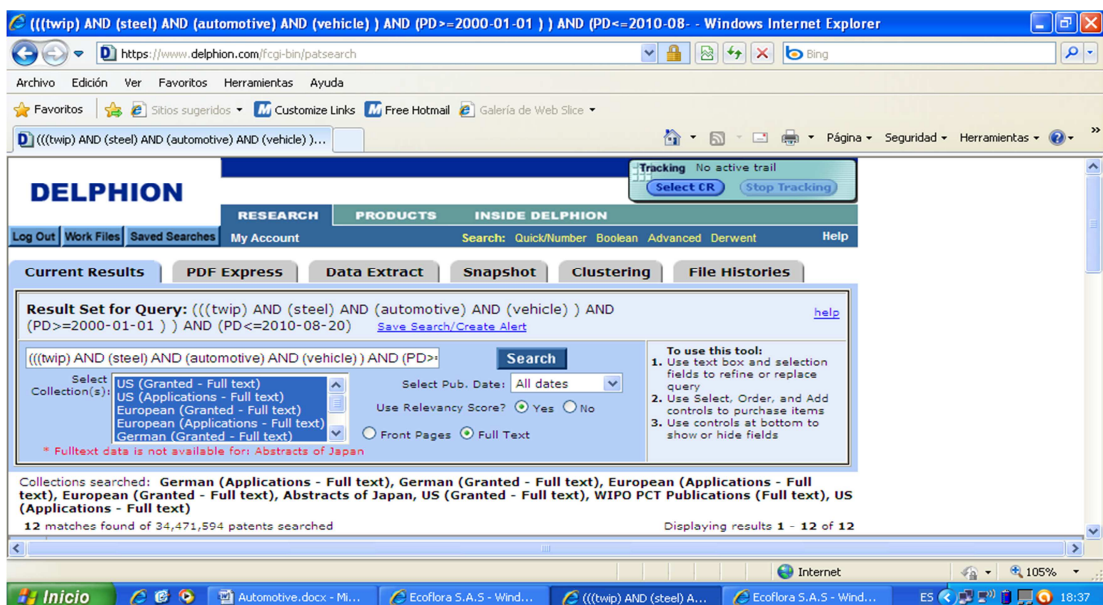 (((twip) AND (steel) AND (automotive) AND (vehicle) ) AND (PD>=2000-01-01 ) ) AND (PD<=2010-08- - Windows Internet Explorer
https://www.delphion.com/fcgi-bin/patsearch
Bing
Archivo Edición Ver Favoritos Herramientas Ayuda
Favoritos Sitios sugeridos Customize Links Free Hotmail Galería de Web Slice
(((twip) AND (steel) AND (automotive) AND (vehicle) )...
Página Seguridad Herramientas
Tracking No active trail
Select CR Stop Tracking
DELPHION
RESEARCH PRODUCTS INSIDE DELPHION
Log Out Work Files Saved Searches My Account Search: Quick/Number Boolean Advanced Derwent Help
Current Results PDF Express Data Extract Snapshot Clustering File Histories
Result Set for Query: (((twip) AND (steel) AND (automotive) AND (vehicle) ) AND
(PD>=2000-01-01 ) ) AND (PD<=2010-08-20) Save Search/Create Alert
help
(((twip) AND (steel) AND (automotive) AND (vehicle) ) AND (PD>= Search
Select Collection(s):
US (Granted - Full text)
US (Applications - Full text)
European (Granted - Full text)
European (Applications - Full text)
German (Granted - Full text)
Select Pub. Date: All dates
Use Relevancy Score? Yes No
Front Pages Full Text
* Fulltext data is not available for: Abstracts of Japan
To use this tool:
1. Use text box and selection
fields to refine or replace
query
2. Use Select, Order, and Add
controls to purchase items
3. Use controls at bottom to
show or hide fields
Collections searched: German (Applications - Full text), German (Granted - Full text), European (Applications - Full
text), European (Granted - Full text), Abstracts of Japan, US (Granted - Full text), WIPO PCT Publications (Full text), US
(Applications - Full text)
12 matches found of 34,471,594 patents searched Displaying results 1 - 12 of 12
Internet 105%
Inicio Automotive.docx - Mi... Ecoflora S.A.S - Wind... (((twip) AND (steel) A... Ecoflora S.A.S - Wind... ES 18:37